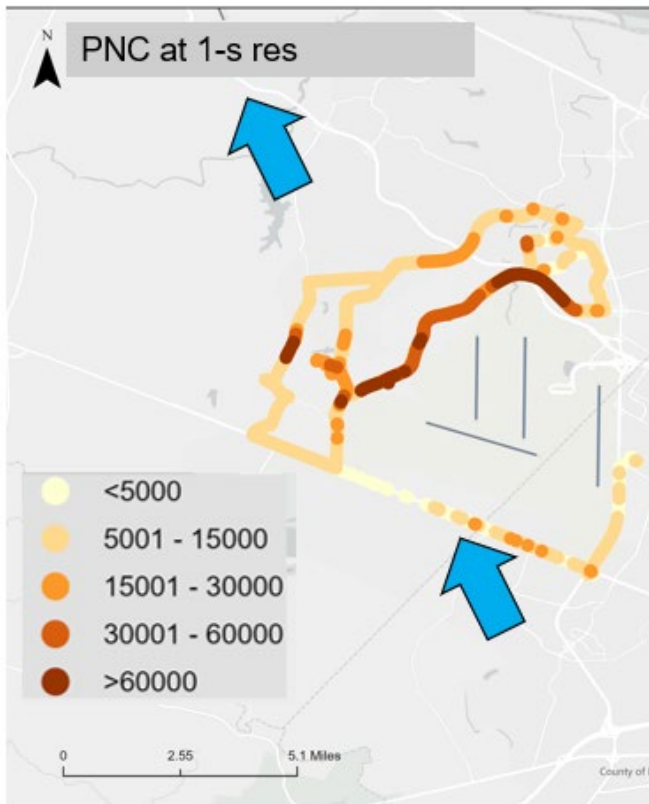 N
PNC at 1-s res
<5000
5001 - 15000
15001 - 30000
30001 - 60000
>60000
0 2.55 5.1 Miles
County of